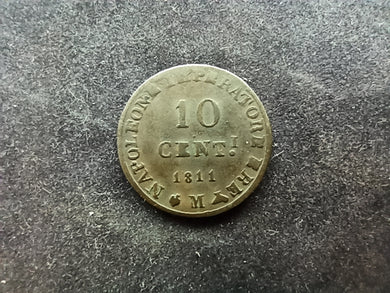 NAPOLEONE IMPERATORE E RE
10
CENT.I
1811
M